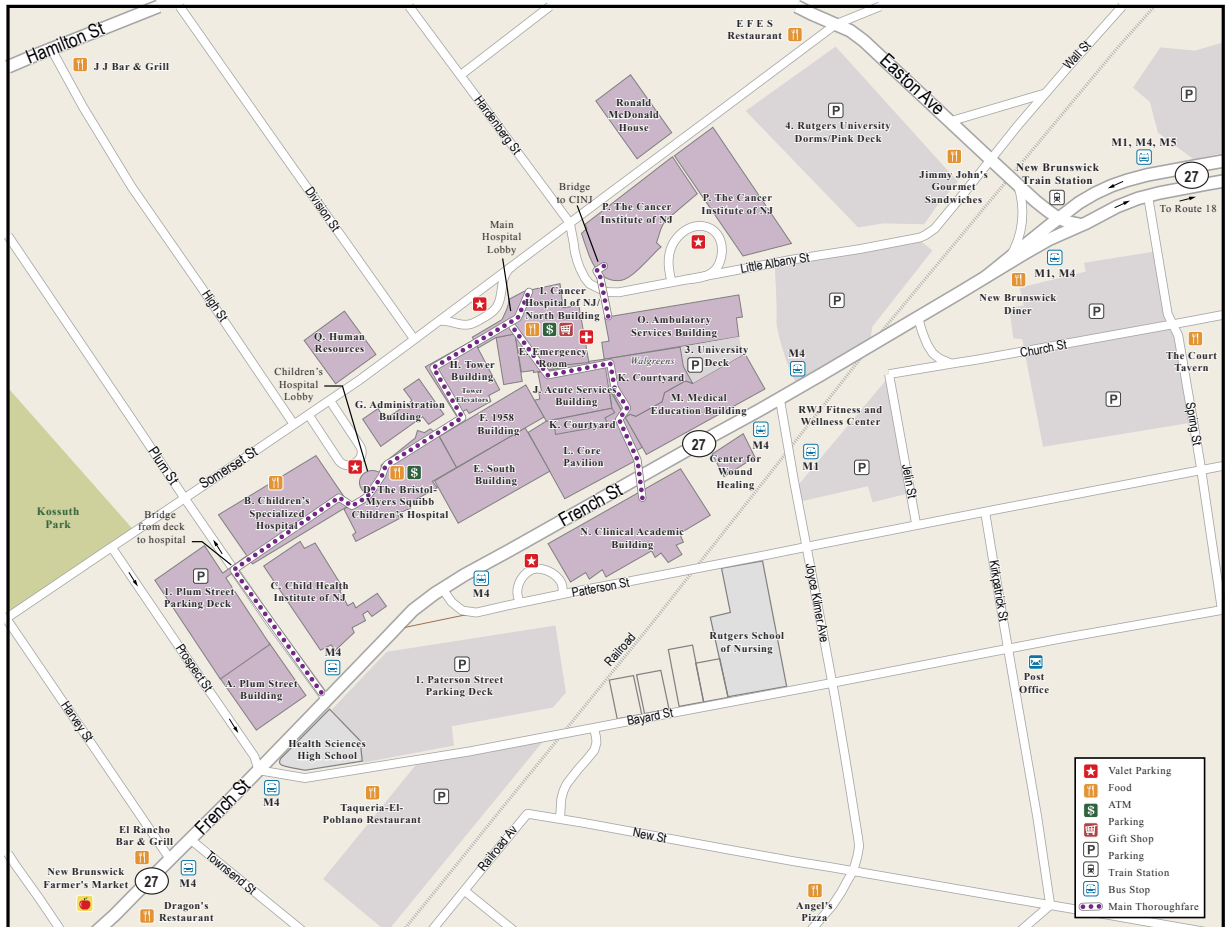 Hamilton St
J J Bar & Grill
E F E S
Restaurant
Easton Ave
Wall St
Hardenberg St
Ronald
McDonald
House
P
4. Rutgers University
Dorms/Pink Deck
P
Jimmy John's
Gourmet
Sandwiches
New Brunswick
Train Station
M1, M4, M5
27
To Route 18
Division St
Bridge
to CINJ
P. The Cancer
Institute of NJ
P. The Cancer
Institute of NJ
Main
Hospital
Lobby
Little Albany St
M1, M4
New Brunswick
Diner
P
P
High St
I. Cancer
Hospital of NJ/
North Building
$
E. Emergency
Room
O. Ambulatory
Services Building
Walgreens
3. University
Deck
P
Q. Human
Resources
Children's
Hospital
Lobby
H. Tower
Building
Tower
Elevators
J. Acute Services
Building
K. Courtyard
M4
Church St
The Court
Tavern
P
G. Administration
Building
F. 1958
Building
K. Courtyard
M. Medical
Education Building
RWJ Fitness and
Wellness Center
Spring St
Plum St
Somerset St
E. South
Building
L. Core
Pavilion
27
M4
Center for
Wound
Healing
M1
P
Jelin St
Kossuth
Park
B. Children's
Specialized
Hospital
$
D. The Bristol-
Myers Squibb
Children's Hospital
French St
Bridge
from deck
to hospital
N. Clinical Academic
Building
P
1. Plum Street
Parking Deck
C. Child Health
Institute of NJ
M4
Patterson St
Joyce Kilmer Ave
Kirkpatrick St
Prospect St
A. Plum Street
Building
M4
P
1. Paterson Street
Parking Deck
Railroad
Rutgers School
of Nursing
Post
Office
Harvey St
Bayard St
Health Sciences
High School
French St
M4
Taqueria-El-
Poblano Restaurant
P
Railroad Av
New St
El Rancho
Bar & Grill
New Brunswick
Farmer's Market
27
M4
Townsend St
Dragon's
Restaurant
Angel's
Pizza
Valet Parking
Food
$ ATM
Parking
Gift Shop
P Parking
Train Station
Bus Stop
Main Thoroughfare